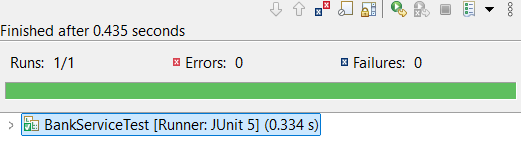 Finished after 0.435 seconds
Runs: 1/1 Errors: 0 Failures: 0
BankServiceTest [Runner: JUnit 5] (0.334 s)